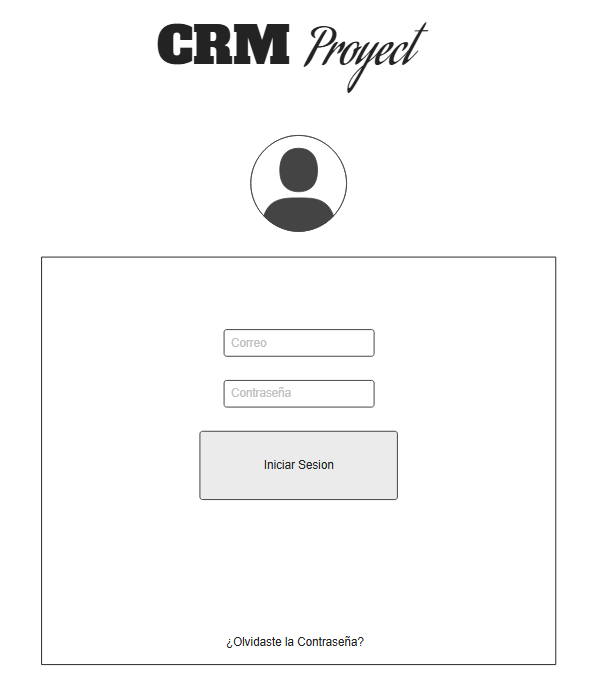 CRM Proyect
Correo
Contraseña
Iniciar Sesion
¿Olvidaste la Contraseña?